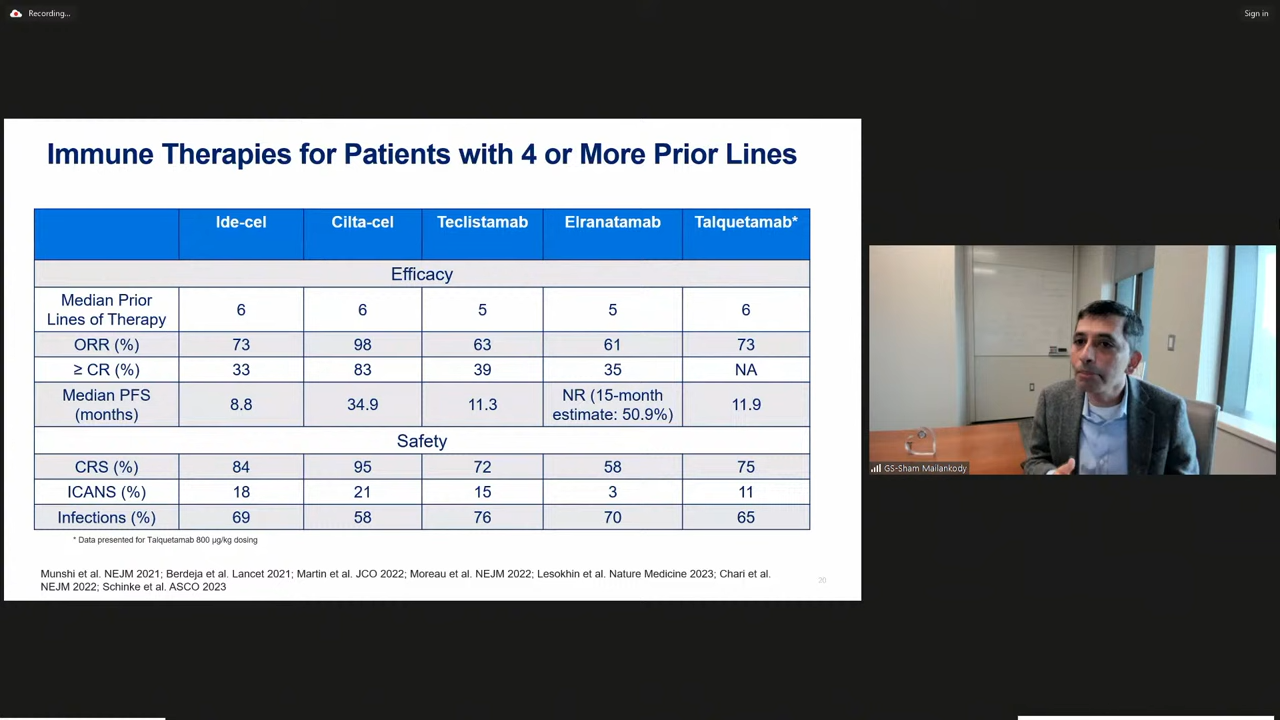 Recording...
Sign in
Immune Therapies for Patients with 4 or More Prior Lines
Ide-cel Cilta-cel Teclistamab Elranatamab Talquetamab*
Efficacy
Median Prior
Lines of Therapy 6 6 5 5 6
ORR (%) 73 98 63 61 73
≥ CR (%) 33 83 39 35 NA
Median PFS
(months) 8.8 34.9 11.3 NR (15-month
estimate: 50.9%) 11.9
Safety
CRS (%) 84 95 72 58 75
ICANS (%) 18 21 15 3 11
Infections (%) 69 58 76 70 65
* Data presented for Talquetamab 800 µg/kg dosing
Munshi et al. NEJM 2021; Berdeja et al. Lancet 2021; Martin et al. JCO 2022; Moreau et al. NEJM 2022; Lesokhin et al. Nature Medicine 2023; Chari et al.
NEJM 2022; Schinke et al. ASCO 2023
20
GS-Sham Mailankody